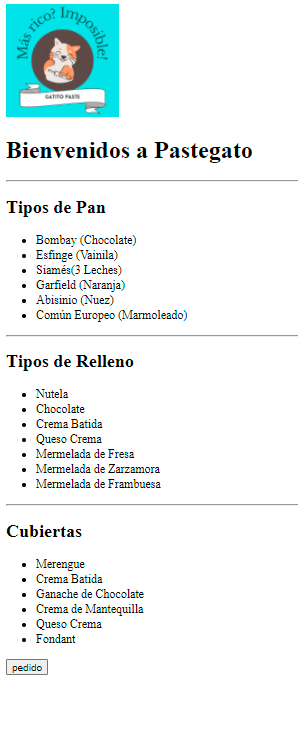 Más rico? Imposible!
GATITO PASTE
Bienvenidos a Pastegato
Tipos de Pan
Bombay (Chocolate)
Esfinge (Vainila)
Siamés(3 Leches)
Garfield (Naranja)
Abisinio (Nuez)
Común Europeo (Marmoleado)
Tipos de Relleno
Nutela
Chocolate
Crema Batida
Queso Crema
Mermelada de Fresa
Mermelada de Zarzamora
Mermelada de Frambuesa
Cubiertas
Merengue
Crema Batida
Ganache de Chocolate
Crema de Mantequilla
Queso Crema
Fondant
pedido